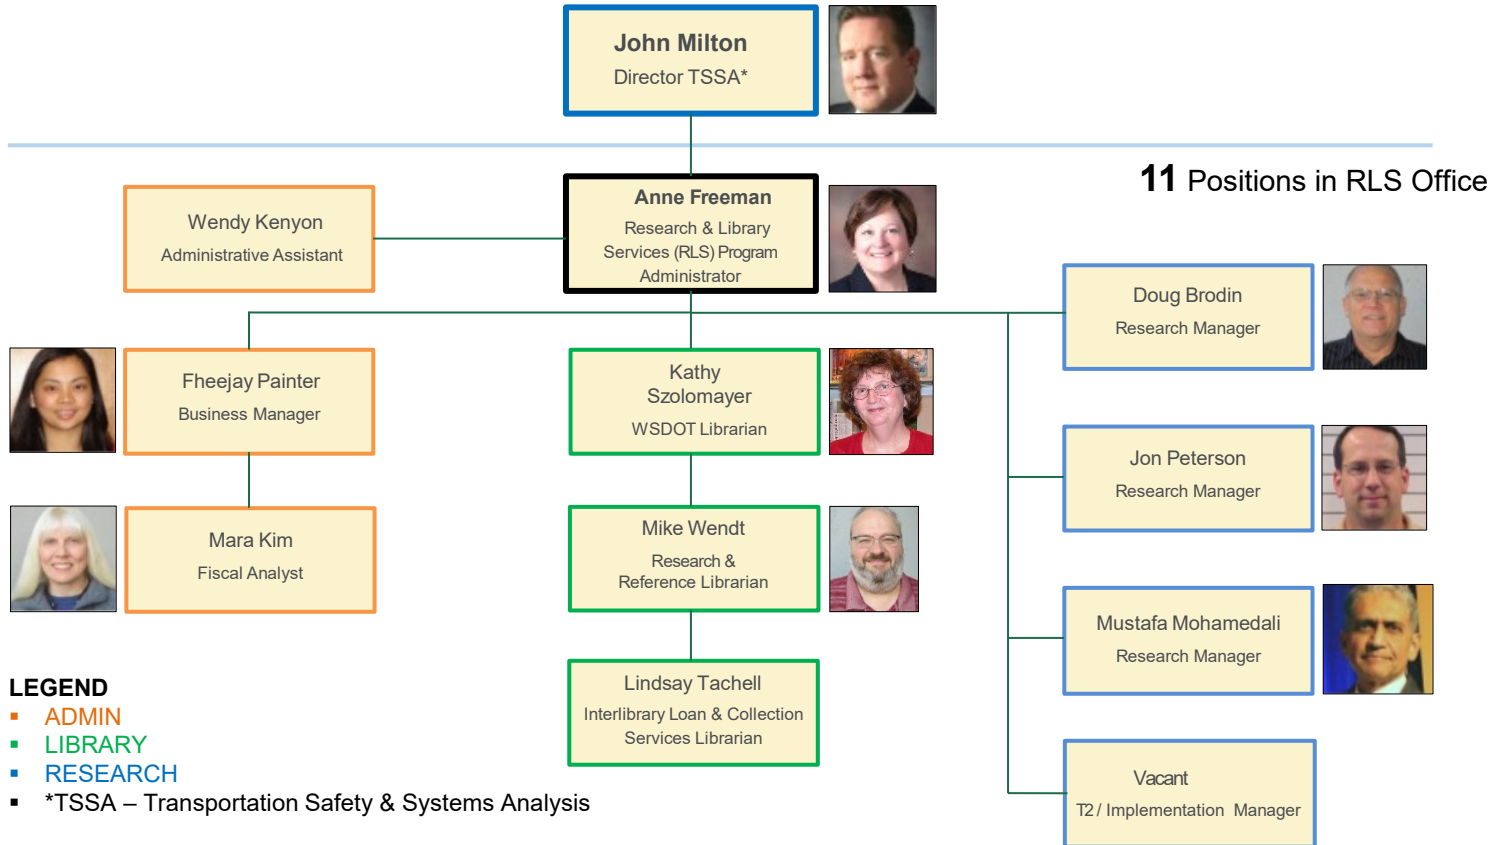 John Milton
Director TSSA*
11 Positions in RLS Office
Wendy Kenyon
Administrative Assistant
Anne Freeman
Research & Library
Services (RLS) Program
Administrator
Doug Brodin
Research Manager
Fheejay Painter
Business Manager
Kathy
Szolomayer
WSDOT Librarian
Jon Peterson
Research Manager
Mara Kim
Fiscal Analyst
Mike Wendt
Research &
Reference Librarian
Mustafa Mohamedali
Research Manager
Lindsay Tachell
Interlibrary Loan & Collection
Services Librarian
Vacant
T2 / Implementation Manager
LEGEND
▪ ADMIN
▪ LIBRARY
▪ RESEARCH
▪ *TSSA – Transportation Safety & Systems Analysis